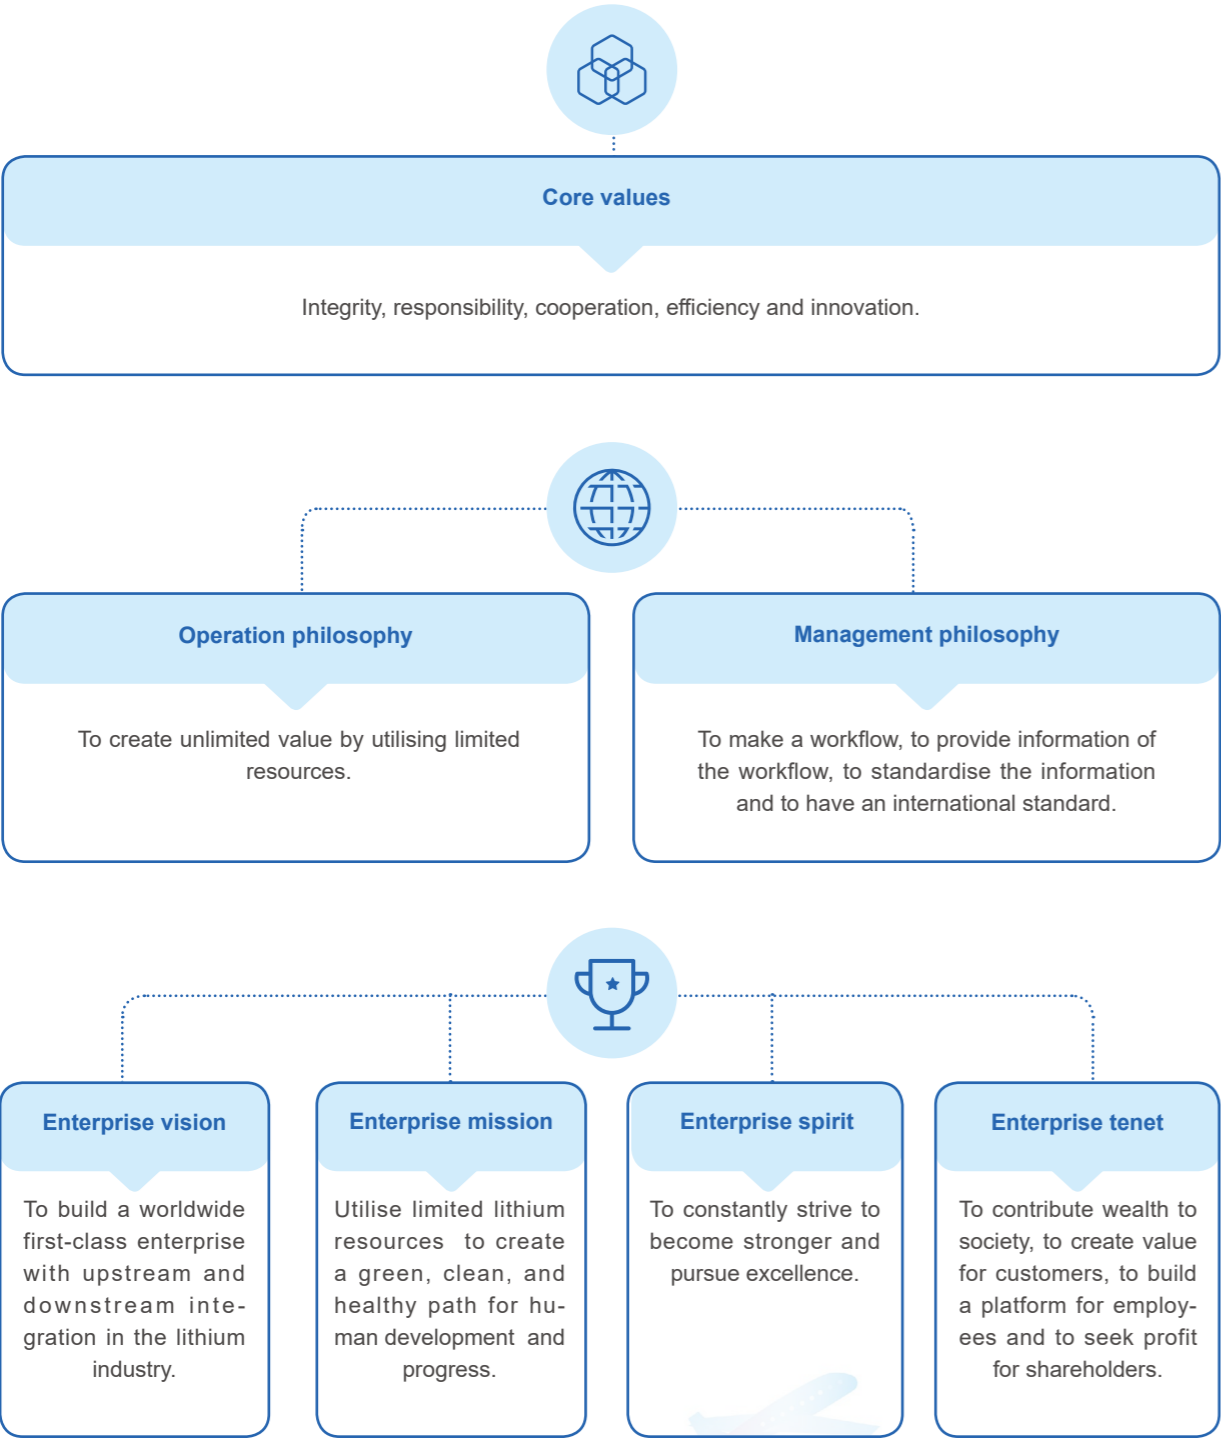 Core values
Integrity, responsibility, cooperation, efficiency and innovation.
Operation philosophy
To create unlimited value by utilising limited
resources.
Management philosophy
To make a workflow, to provide information of
the workflow, to standardise the information
and to have an international standard.
Enterprise vision
To build a worldwide
first-class enterprise
with upstream and
downstream inte-
gration in the lithium
industry.
Enterprise mission
Utilise limited lithium
resources to create
a green, clean, and
healthy path for hu-
man development and
progress.
Enterprise spirit
To constantly strive to
become stronger and
pursue excellence.
Enterprise tenet
To contribute wealth to
society, to create value
for customers, to build
a platform for employ-
ees and to seek profit
for shareholders.